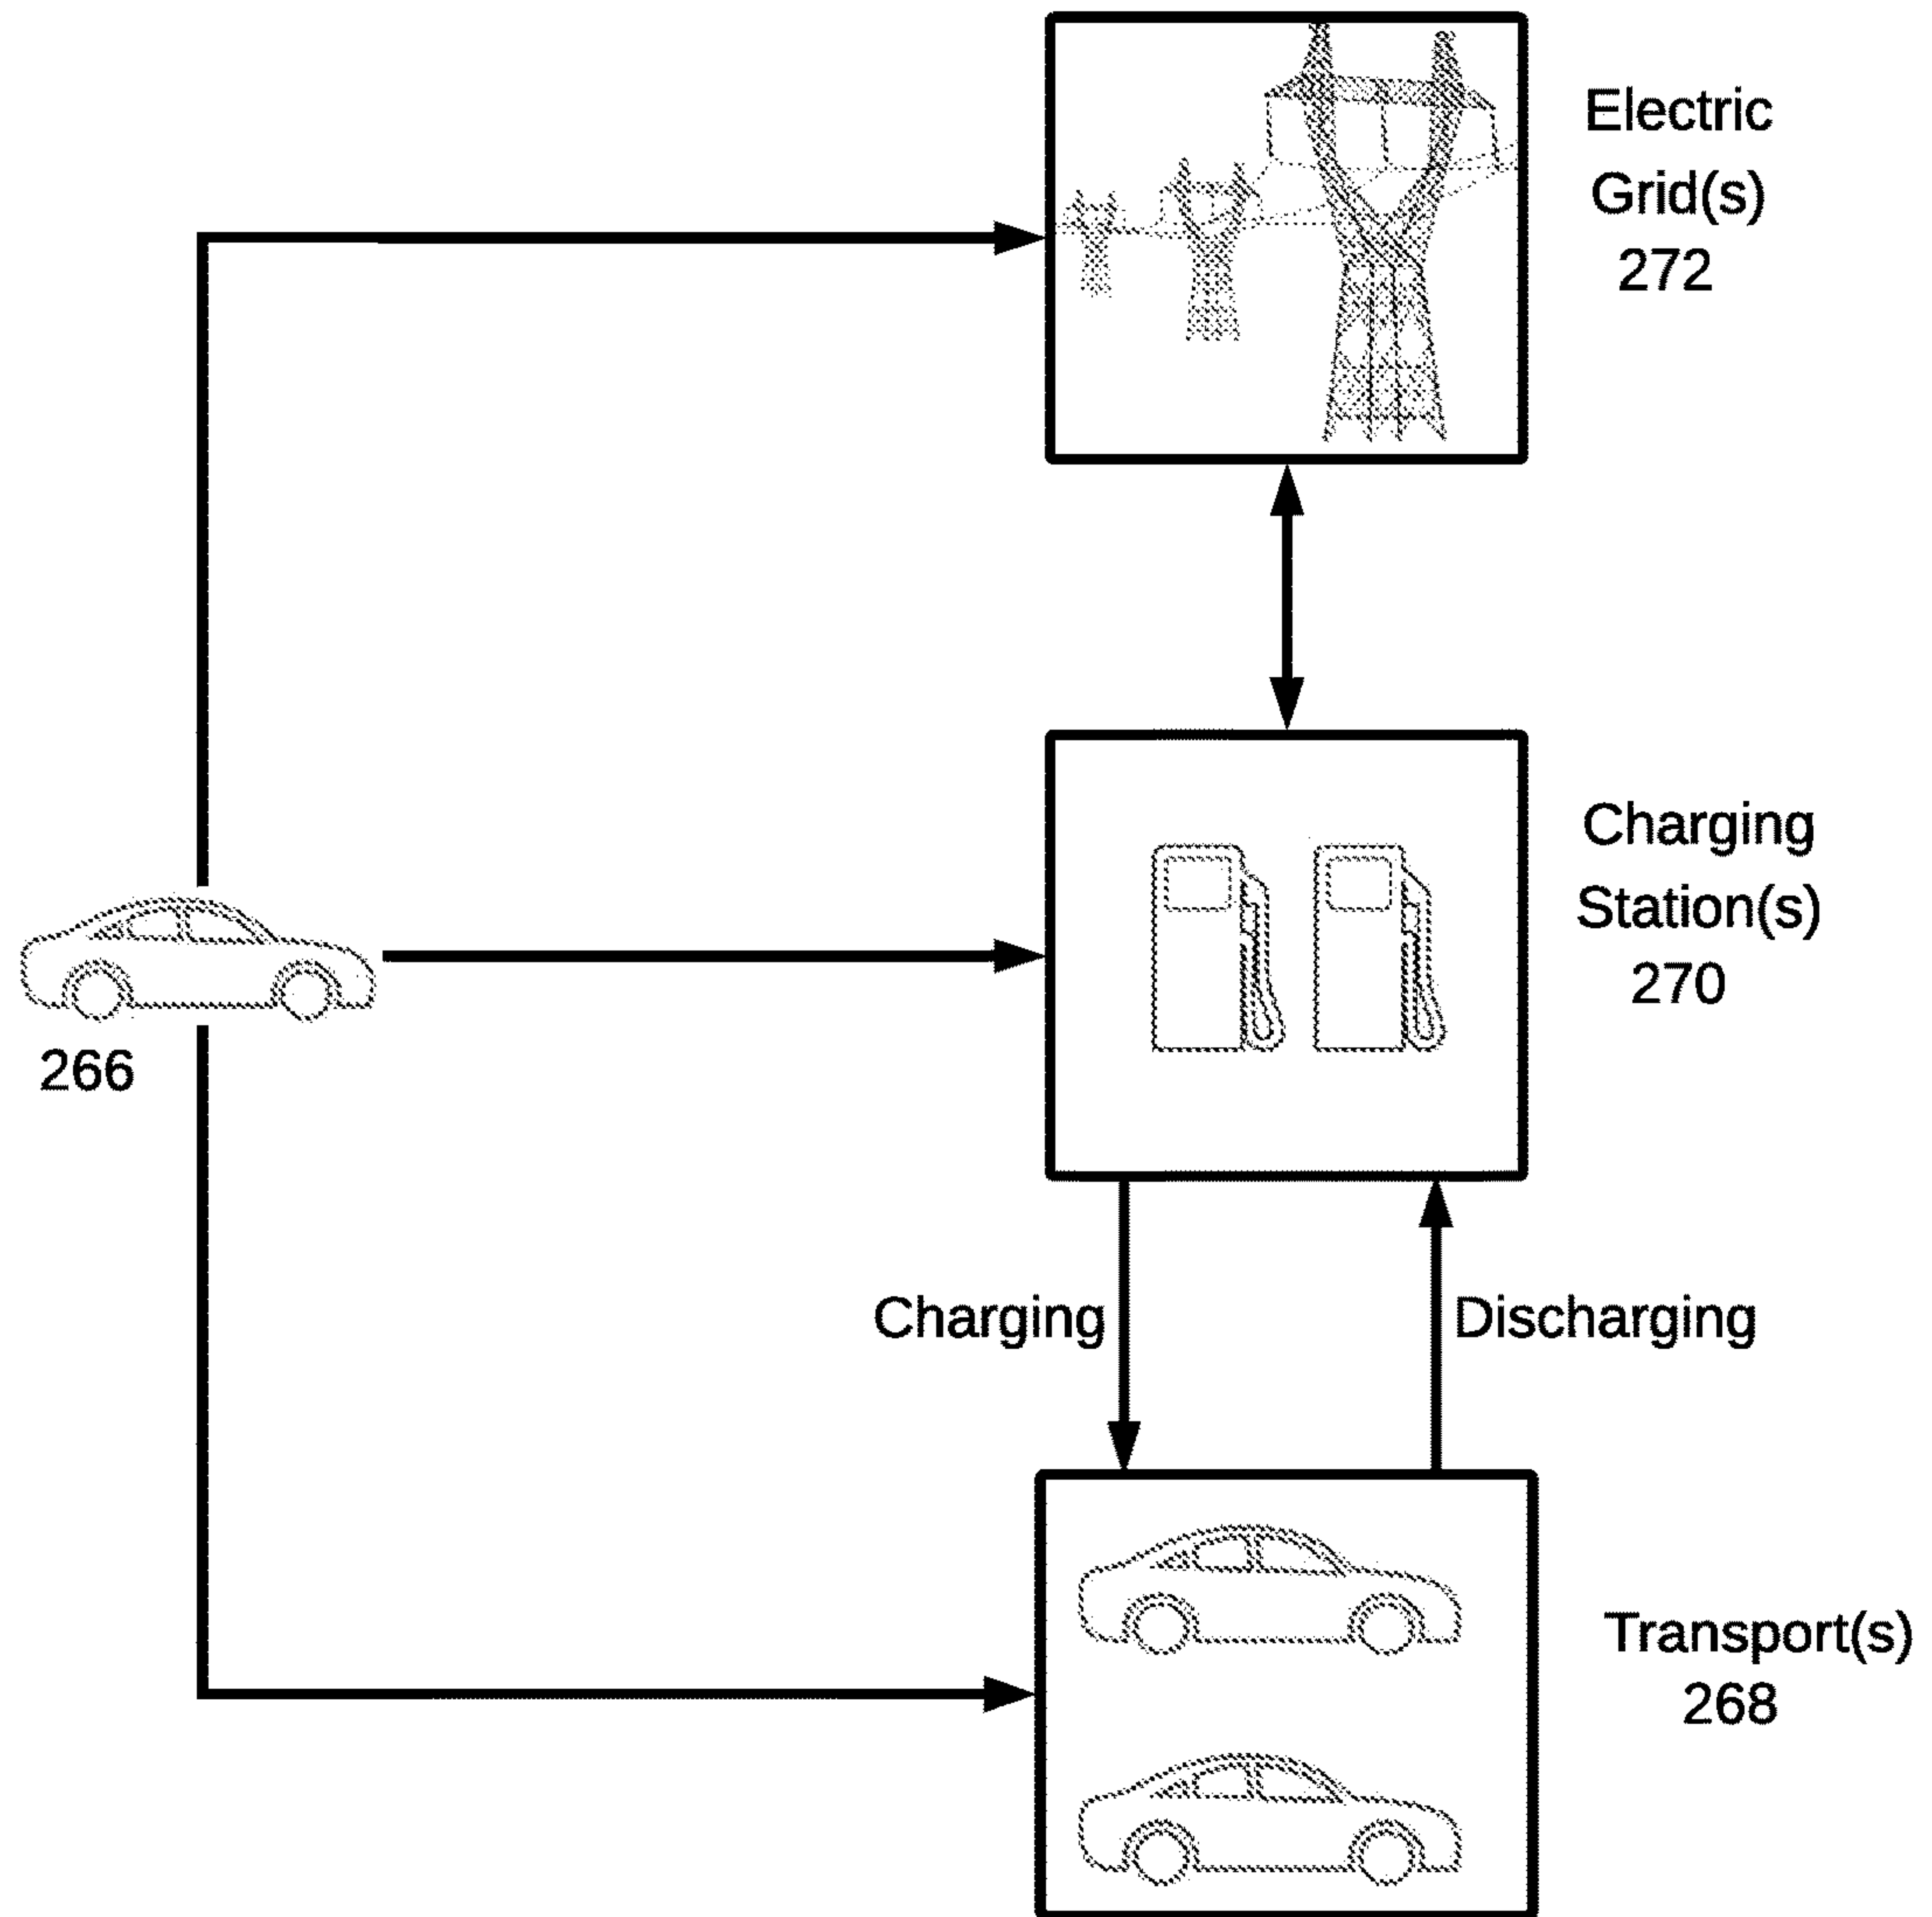 Electric
Grid(s)
272
Charging
Station(s)
270
266
Charging
Discharging
Transport(s)
268